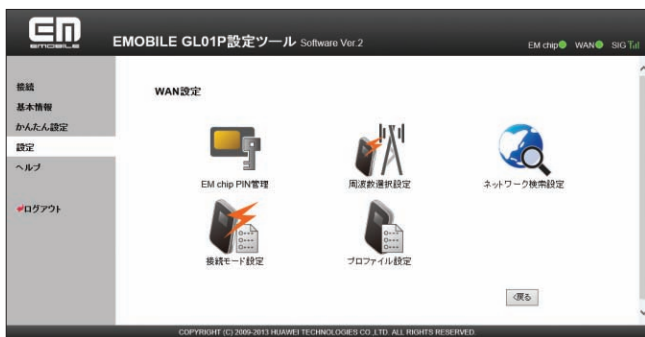 EM
EMOBILE
EMOBILE GL01P設定ツール Software Ver.2
EM chip WAN SIG
接続
基本情報
かんたん設定
設定
ヘルプ
ログアウト
WAN設定
EM chip PIN管理
周波数選択設定
ネットワーク検索設定
接続モード設定
プロファイル設定
戻る
COPYRIGHT (C) 2009-2013 HUAWEI TECHNOLOGIES CO.,LTD. ALL RIGHTS RESERVED.